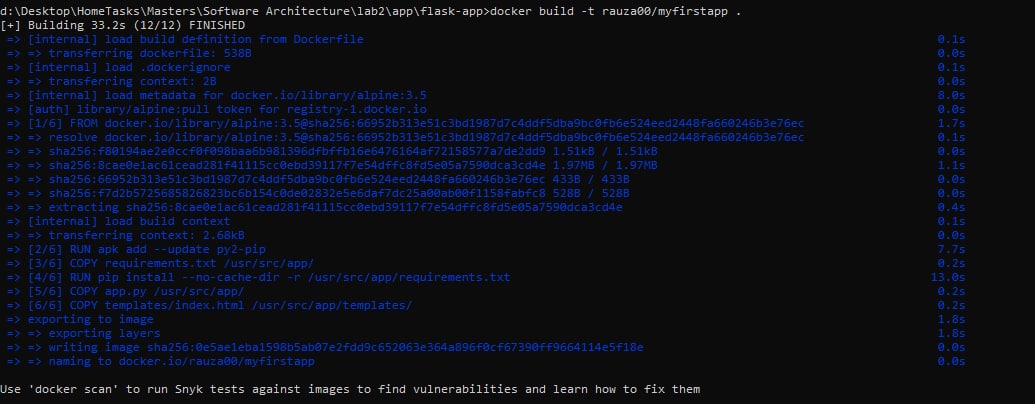 d:\Desktop\HomeTasks\Masters\Software Architecture\lab2\app\flask-app>docker build -t rauza00/myfirstapp .
[+] Building 33.2s (12/12) FINISHED
=> [internal] load build definition from Dockerfile 0.1s
=> => transferring dockerfile: 538B 0.0s
=> [internal] load .dockerignore 0.1s
=> => transferring context: 2B 0.0s
=> [internal] load metadata for docker.io/library/alpine:3.5 8.0s
=> [auth] library/alpine:pull token for registry-1.docker.io 0.0s
=> [1/6] FROM docker.io/library/alpine:3.5@sha256:66952b313e51c3bd1987d7c4ddf5dba9bc0fb6e524eed2448fa660246b3e76ec 1.7s
=> => resolve docker.io/library/alpine:3.5@sha256:66952b313e51c3bd1987d7c4ddf5dba9bc0fb6e524eed2448fa660246b3e76ec 0.1s
=> => sha256:f80194ae2e0ccf0f098baa6b981396dfbffb16e6476164af72158577a7de2dd9 1.51kB / 1.51kB 0.0s
=> => sha256:8cae0e1ac61cead281f41115cc0ebd39117f7e54dffc8fd5e05a7590dca3cd4e 1.97MB / 1.97MB 1.1s
=> => sha256:66952b313e51c3bd1987d7c4ddf5dba9bc0fb6e524eed2448fa660246b3e76ec 433B / 433B 0.0s
=> => sha256:f7d2b5725685826823bc6b154c0de02832e5e6daf7dc25a00ab00f1158fabfc8 528B / 528B 0.0s
=> => extracting sha256:8cae0e1ac61cead281f41115cc0ebd39117f7e54dffc8fd5e05a7590dca3cd4e 0.4s
=> [internal] load build context 0.1s
=> => transferring context: 2.68kB 0.0s
=> [2/6] RUN apk add --update py2-pip 7.7s
=> [3/6] COPY requirements.txt /usr/src/app/ 0.2s
=> [4/6] RUN pip install --no-cache-dir -r /usr/src/app/requirements.txt 13.0s
=> [5/6] COPY app.py /usr/src/app/ 0.2s
=> [6/6] COPY templates/index.html /usr/src/app/templates/ 0.2s
=> exporting to image 1.8s
=> => exporting layers 1.8s
=> => writing image sha256:0e5ae1eba1598b5ab07e2fdd9c652063e364a896f0cf67390ff9664114e5f18e 0.0s
=> => naming to docker.io/rauza00/myfirstapp 0.0s
Use 'docker scan' to run Snyk tests against images to find vulnerabilities and learn how to fix them